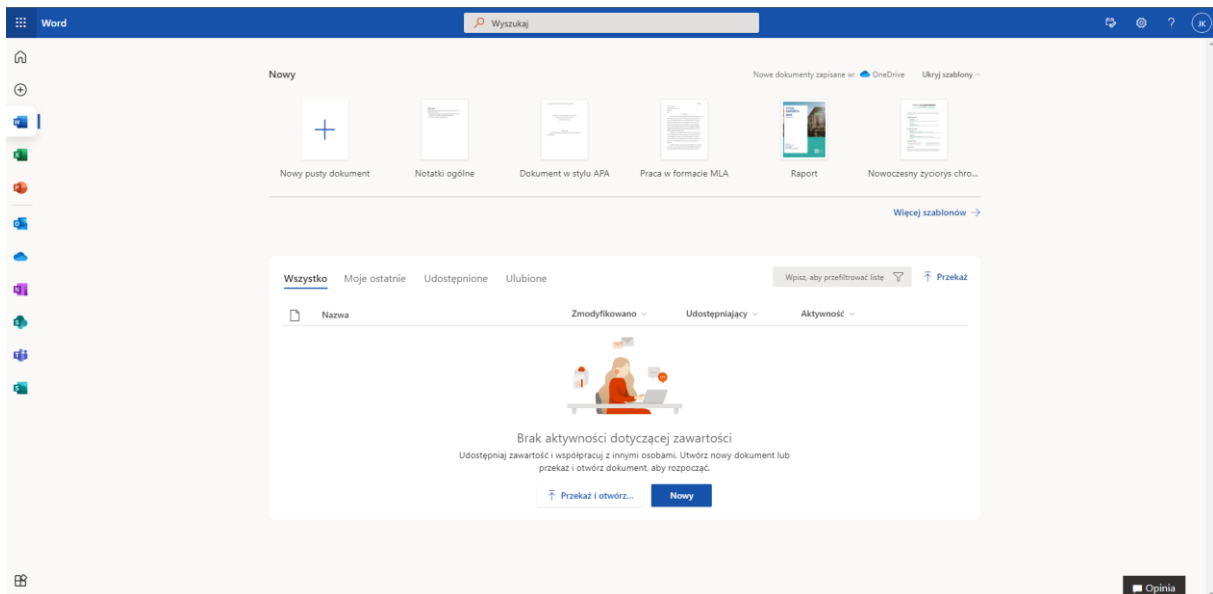 Word
Wyszukaj
JK
Nowy
Nowe dokumenty zapisane w: OneDrive
Ukryj szablony
Nowy pusty dokument
Notatki ogólne
Dokument w stylu APA
Praca w formacie MLA
Raport
Nowoczesny życiorys chro...
Więcej szablonów
Wszystko
Moje ostatnie
Udostępnione
Ulubione
Wpisz, aby przefiltrować listę
Przekaż
Nazwa
Zmodyfikowano
Udostępniający
Aktywność
Brak aktywności dotyczącej zawartości
Udostępniaj zawartość i współpracuj z innymi osobami. Utwórz nowy dokument lub
przekaż i otwórz dokument, aby rozpocząć.
Przekaż i otwórz...
Nowy
Opinia